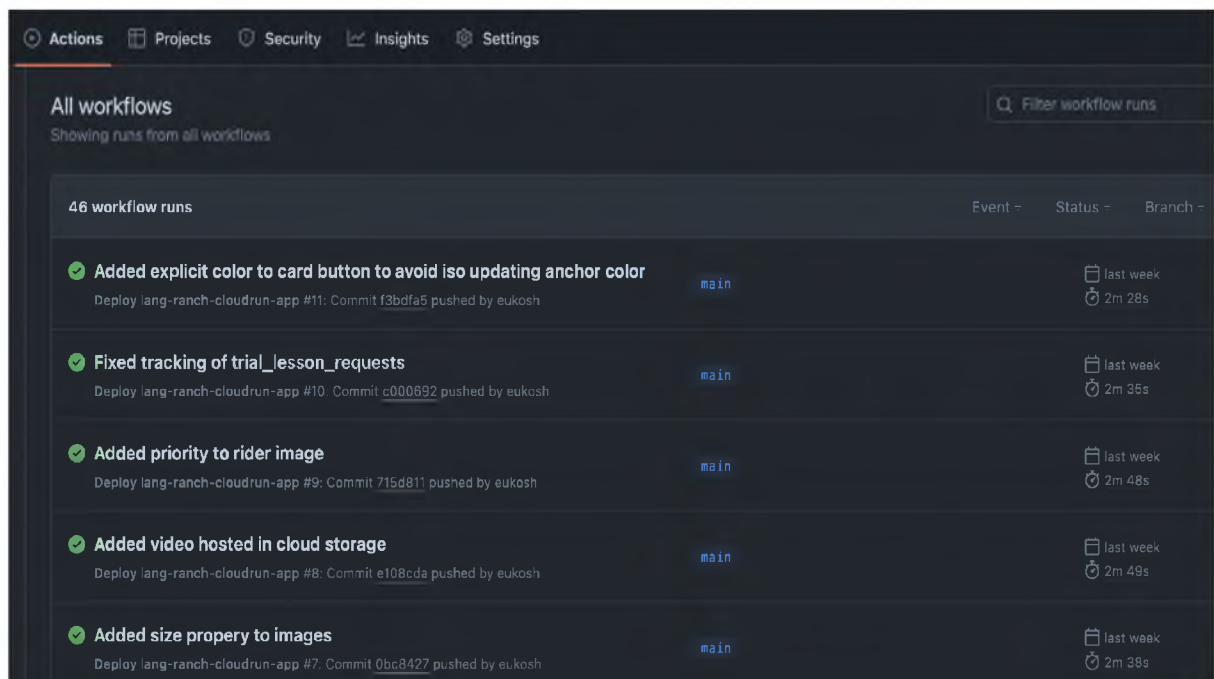 Actions Projects Security Insights Settings
All workflows
Filter workflow runs
Showing runs from all workflows
46 workflow runs Event Status Branch
Added explicit color to card button to avoid iso updating anchor color
main
last week
Deploy lang-ranch-cloudrun-app #11: Commit f3bdfa5 pushed by eukosh
2m 28s
Fixed tracking of trial_lesson_requests
main
last week
Deploy lang-ranch-cloudrun-app #10: Commit c000692 pushed by eukosh
2m 35s
Added priority to rider image
main
last week
Deploy lang-ranch-cloudrun-app #9: Commit 715d811 pushed by eukosh
2m 48s
Added video hosted in cloud storage
main
last week
Deploy lang-ranch-cloudrun-app #8: Commit e108cda pushed by eukosh
2m 49s
Added size propery to images
main
last week
Deploy lang-ranch-cloudrun-app #7: Commit 0bc8427 pushed by eukosh
2m 38s